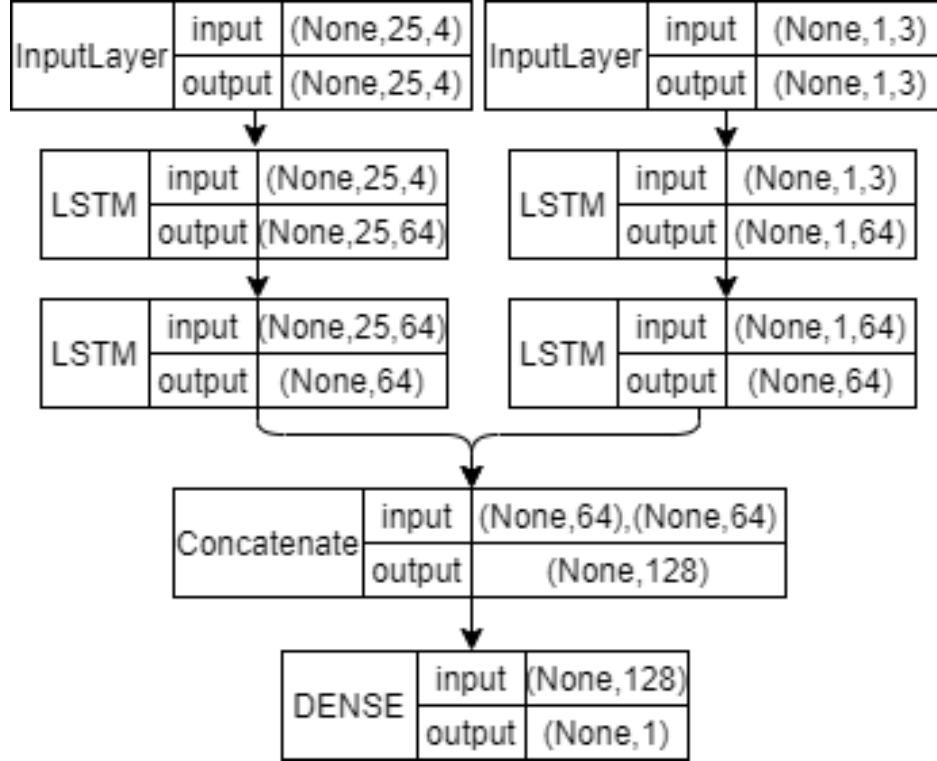 InputLayer input (None,25,4)
output (None,25,4)
InputLayer input (None,1,3)
output (None,1,3)
LSTM input (None,25,4)
output (None,25,64)
LSTM input (None,1,3)
output (None,1,64)
LSTM input (None,25,64)
output (None,64)
LSTM input (None,1,64)
output (None,64)
Concatenate input (None,64),(None,64)
output (None,128)
DENSE input (None,128)
output (None,1)